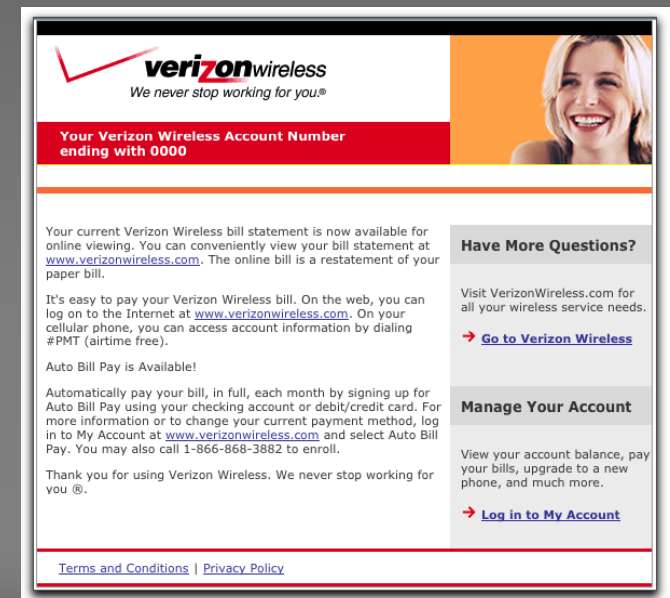 verizonwireless
We never stop working for you.®
Your Verizon Wireless Account Number
ending with 0000
Your current Verizon Wireless bill statement is now available for
online viewing. You can conveniently view your bill statement at
www.verizonwireless.com. The online bill is a restatement of your
paper bill.
It's easy to pay your Verizon Wireless bill. On the web, you can
log on to the Internet at www.verizonwireless.com. On your
cellular phone, you can access account information by dialing
#PMT (airtime free).
Auto Bill Pay is Available!
Automatically pay your bill, in full, each month by signing up for
Auto Bill Pay using your checking account or debit/credit card. For
more information or to change your current payment method, log
in to My Account at www.verizonwireless.com and select Auto Bill
Pay. You may also call 1-866-868-3882 to enroll.
Thank you for using Verizon Wireless. We never stop working for
you ®.
Have More Questions?
Visit VerizonWireless.com for
all your wireless service needs.
→ Go to Verizon Wireless
Manage Your Account
View your account balance, pay
your bills, upgrade to a new
phone, and much more.
→ Log in to My Account
Terms and Conditions | Privacy Policy